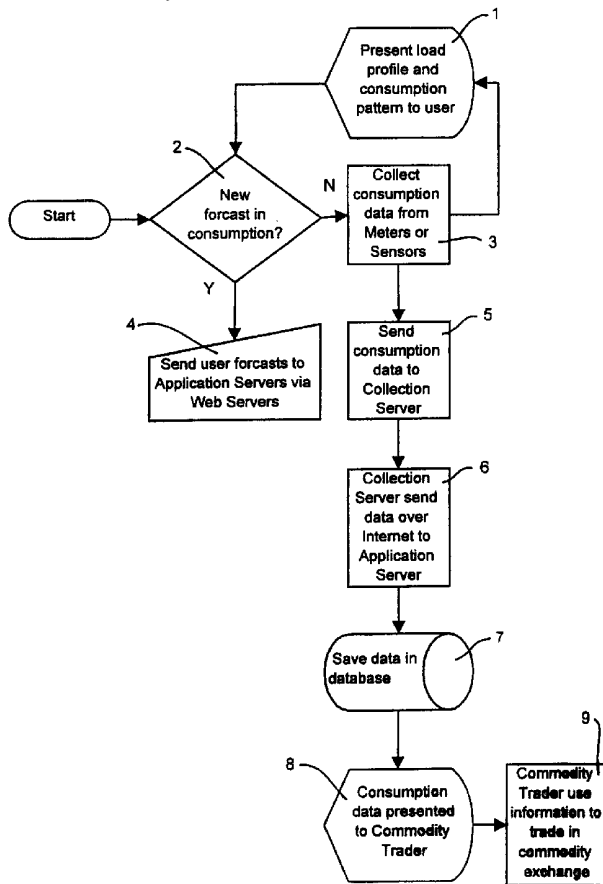 1
Present load
profile and
consumption
pattern to user
2
New
forcast in
consumption?
N
Start
Collect
consumption
data from
Meters or
Sensors
3
Y
4
Send user forcasts to
Application Servers via
Web Servers
5
Send
consumption
data to
Collection
Server
6
Collection
Server send
data over
Internet to
Application
Server
7
Save data in
database
8
Consumption
data presented
to Commodity
Trader
9
Commodity
Trader use
information to
trade in
commodity
exchange